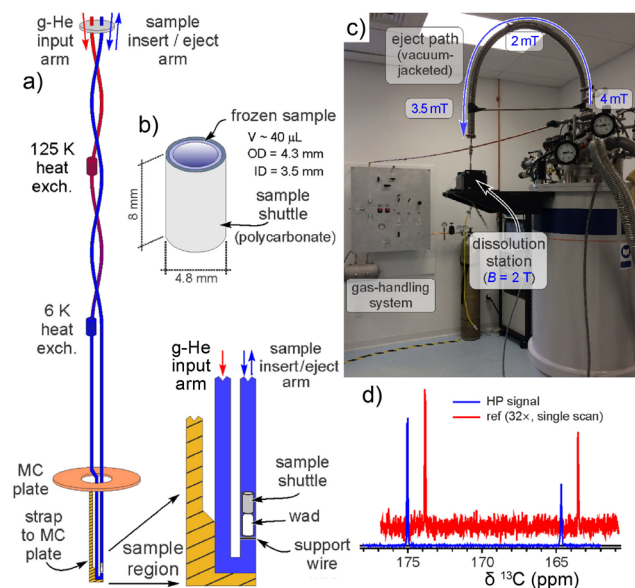 g-He
input
arm
sample
insert / eject
arm
a)
125 K
heat
exch.
6 K
heat
exch.
MC
plate
strap
to MC
plate
b)
frozen sample
V ~ 40 µL
OD = 4.3 mm
ID = 3.5 mm
sample
shuttle
(polycarbonate)
8 mm
4.8 mm
g-He
input
arm
sample
insert/eject
arm
sample
shuttle
wad
support
wire
sample
region
c)
eject path
(vacuum-
jacketed)
2 mT
3.5 mT
4 mT
dissolution
station
(B = 2 T)
gas-handling
system
d)
HP signal
ref (32×, single scan)
175
170
165
δ ¹³C (ppm)